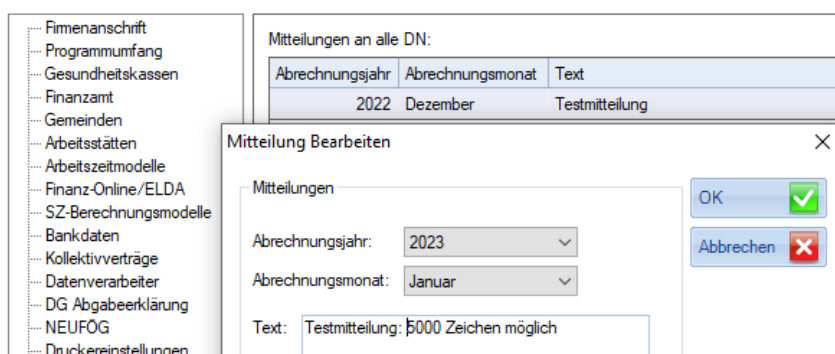 Firmenanschrift
Programmumfang
Gesundheitskassen
Finanzamt
Gemeinden
Arbeitsstätten
Arbeitszeitmodelle
Finanz-Online/ELDA
SZ-Berechnungsmodelle
Bankdaten
Kollektivverträge
Datenverarbeiter
DG Abgabeerklärung
NEUFÖG
Druckereinstellungen
Mitteilungen an alle DN:
Abrechnungsjahr Abrechnungsmonat Text
2022 Dezember Testmitteilung
Mitteilung Bearbeiten
Mitteilungen
Abrechnungsjahr: 2023
Abrechnungsmonat: Januar
Text: Testmitteilung: 5000 Zeichen möglich
OK
Abbrechen